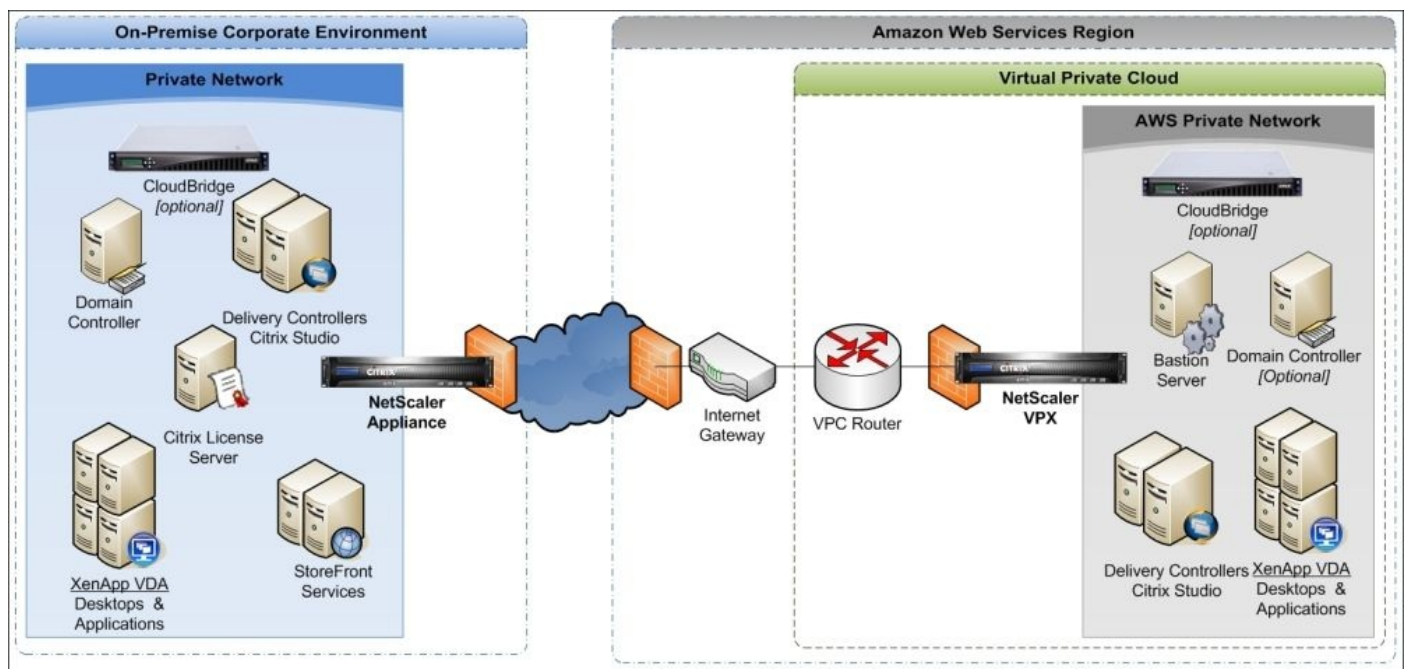 On-Premise Corporate Environment
Private Network
CloudBridge
[optional]
Domain
Controller
Delivery Controllers
Citrix Studio
Citrix License
Server
XenApp VDA
Desktops &
Applications
StoreFront
Services
CITRIX
NetScaler
Appliance
Amazon Web Services Region
Virtual Private Cloud
Internet
Gateway
VPC Router
CITRIX
NetScaler
VPX
AWS Private Network
CloudBridge
[optional]
Bastion
Server
Domain Controller
[Optional]
Delivery Controllers
Citrix Studio
XenApp VDA
Desktops &
Applications